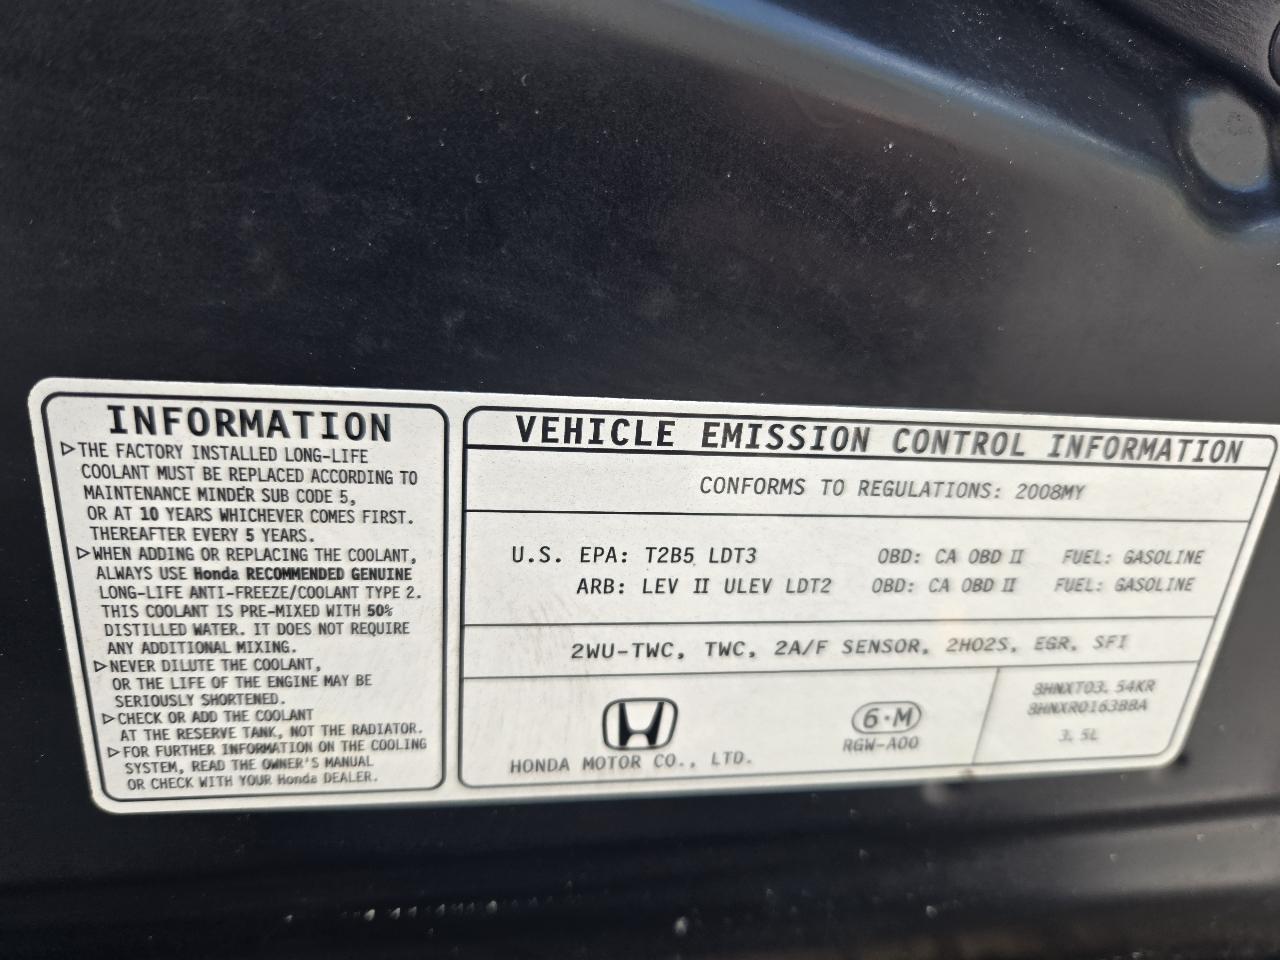 INFORMATION
▷THE FACTORY INSTALLED LONG-LIFE
COOLANT MUST BE REPLACED ACCORDING TO
MAINTENANCE MINDER SUB CODE 5,
OR AT 10 YEARS WHICHEVER COMES FIRST.
THEREAFTER EVERY 5 YEARS.
▷WHEN ADDING OR REPLACING THE COOLANT,
ALWAYS USE Honda RECOMMENDED GENUINE
LONG-LIFE ANTI-FREEZE/COOLANT TYPE 2.
THIS COOLANT IS PRE-MIXED WITH 50%
DISTILLED WATER. IT DOES NOT REQUIRE
ANY ADDITIONAL MIXING.
▷NEVER DILUTE THE COOLANT,
OR THE LIFE OF THE ENGINE MAY BE
SERIOUSLY SHORTENED.
▷CHECK OR ADD THE COOLANT
AT THE RESERVE TANK, NOT THE RADIATOR.
▷FOR FURTHER INFORMATION ON THE COOLING
SYSTEM, READ THE OWNER'S MANUAL
OR CHECK WITH YOUR Honda DEALER.
VEHICLE EMISSION CONTROL INFORMATION
CONFORMS TO REGULATIONS: 2008MY
U.S. EPA: T2B5 LDT3 OBD: CA OBD II FUEL: GASOLINE
ARB: LEV II ULEV LDT2 OBD: CA OBD II FUEL: GASOLINE
2WU-TWC, TWC, 2A/F SENSOR, 2HO2S, EGR, SFI
HONDA MOTOR CO., LTD.
6·M
RGW-A00
8HNXT03.54KR
8HNXR0163BBA
3.5L